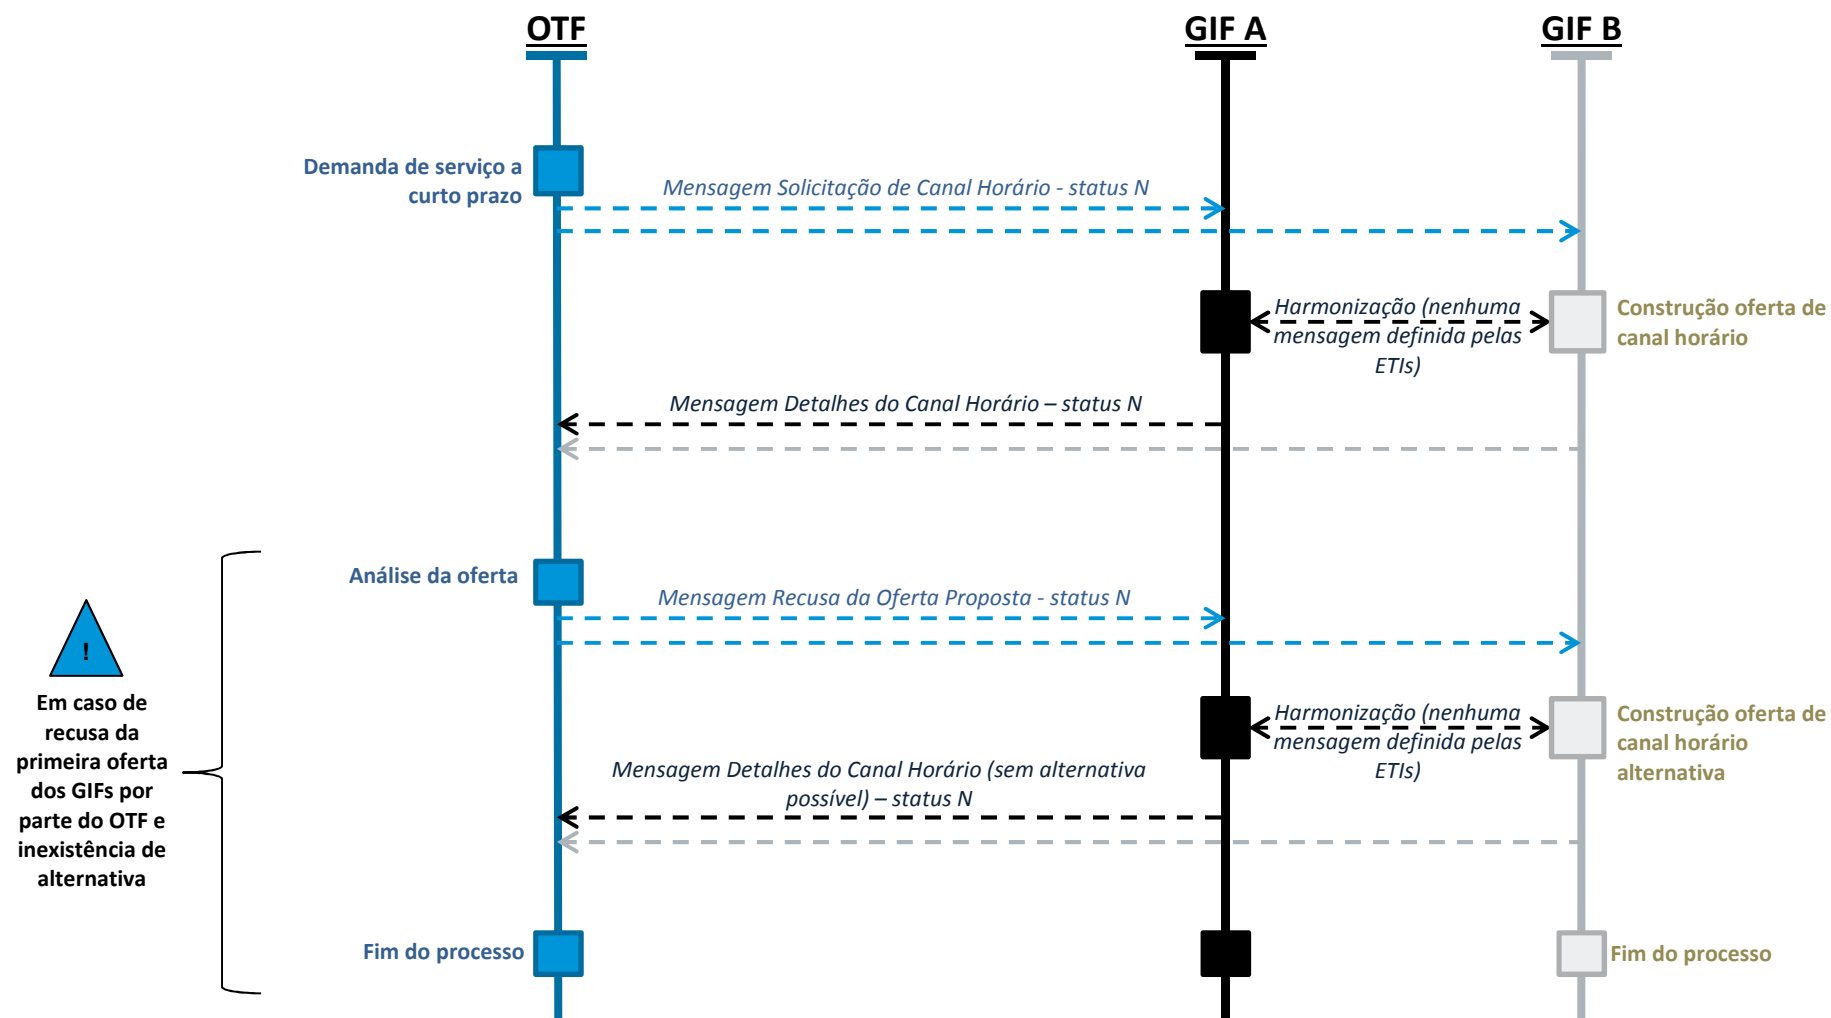 OTF
GIF A
GIF B
Demanda de serviço a
curto prazo
Mensagem Solicitação de Canal Horário - status N
Harmonização (nenhuma
mensagem definida pelas
ETIs)
Construção oferta de
canal horário
Mensagem Detalhes do Canal Horário – status N
Análise da oferta
Mensagem Recusa da Oferta Proposta - status N
!
Em caso de
recusa da
primeira oferta
dos GIFs por
parte do OTF e
inexistência de
alternativa
Harmonização (nenhuma
mensagem definida pelas
ETIs)
Construção oferta de
canal horário
alternativa
Mensagem Detalhes do Canal Horário (sem alternativa
possível) – status N
Fim do processo
Fim do processo